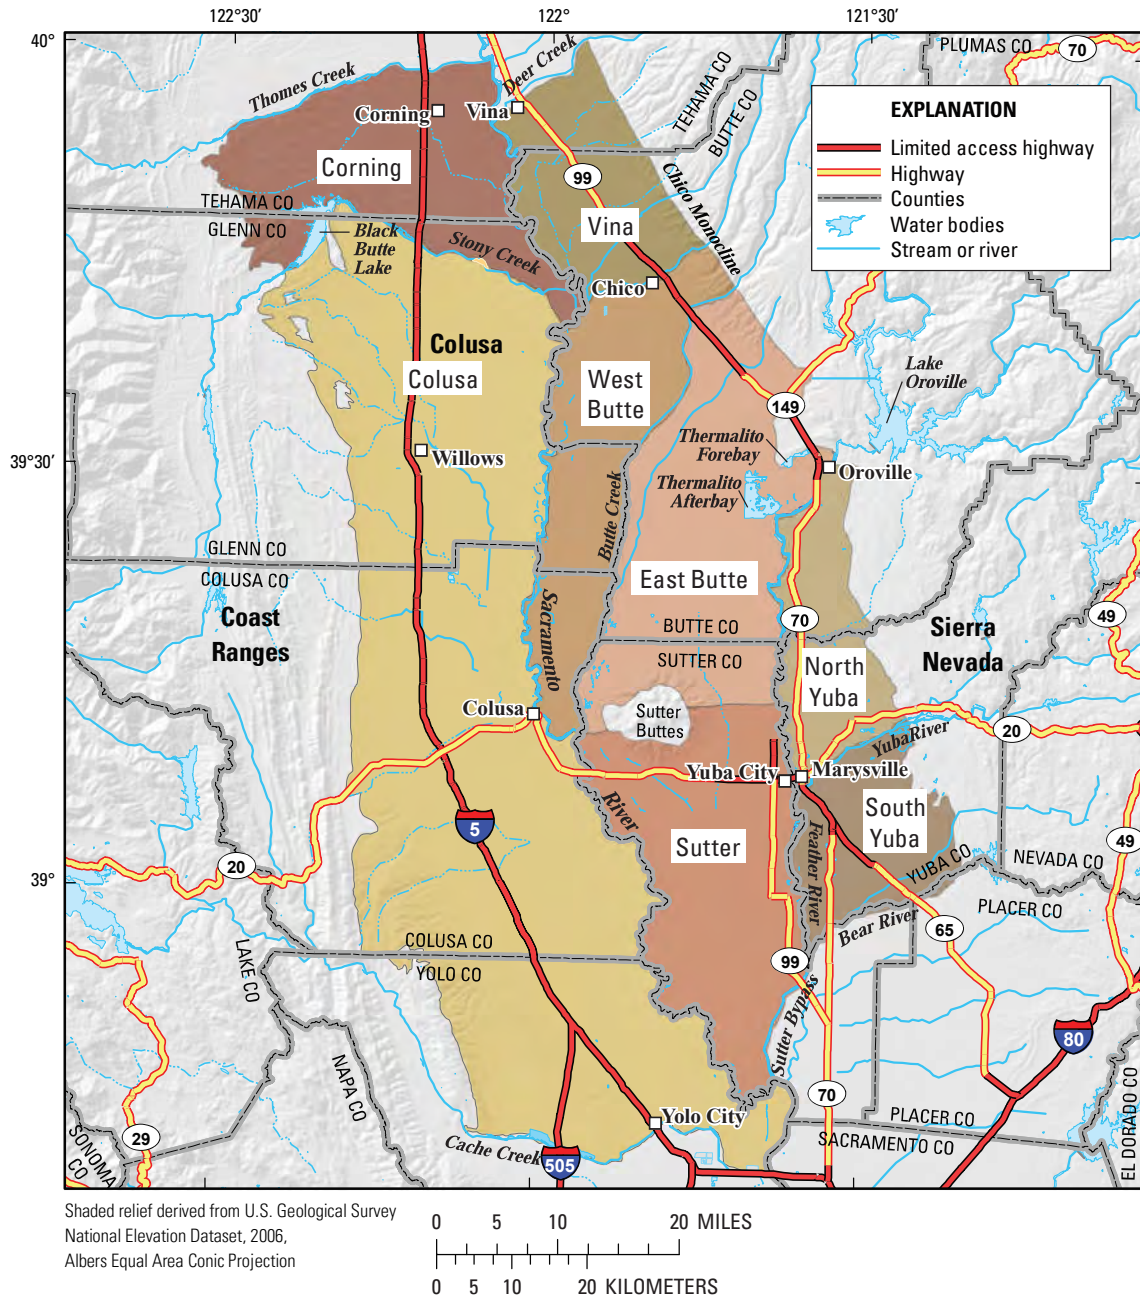 122°30'
122°
121°30'
40°
PLUMAS CO
70
Deer Creek
Thomes Creek
TEHAMA CO
BUTTE CO
EXPLANATION
Limited access highway
Highway
Counties
Water bodies
Stream or river
Corning
Vina
Corning
99
Chico Monocline
TEHAMA CO
GLENN CO
Vina
Black
Butte
Lake
Stony Creek
Chico
Colusa
Colusa
West
Butte
Lake
Oroville
149
Thermalito
Forebay
Willows
39°30'
Oroville
Thermalito
Afterbay
Butte Creek
GLENN CO
COLUSA CO
East Butte
Coast
Ranges
Sacramento
70
49
BUTTE CO
SUTTER CO
Sierra
Nevada
North
Yuba
Colusa
Sutter
Buttes
YubaRiver
20
Yuba City
Marysville
River
South
Yuba
5
Sutter
Feather River
49
20
YUBA CO
NEVADA CO
39°
PLACER CO
Bear River
65
COLUSA CO
YOLO CO
LAKE CO
99
Sutter Bypass
80
NAPA CO
70
Yolo City
PLACER CO
SACRAMENTO CO
EL DORADO CO
29
SONOMA
CO
Cache Creek
505
Shaded relief derived from U.S. Geological Survey
National Elevation Dataset, 2006,
Albers Equal Area Conic Projection
0 5 10 20 MILES
0 5 10 20 KILOMETERS